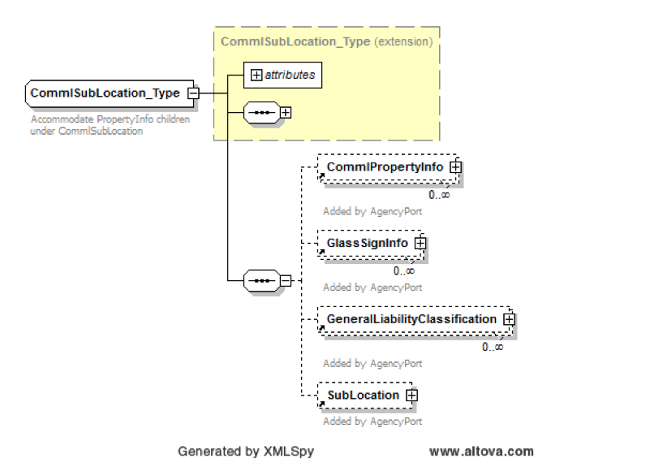 CommlSubLocation_Type (extension)
attributes
CommlSubLocation_Type
Accommodate PropertyInfo children
under CommlSubLocation
CommlPropertyInfo
0..∞
Added by AgencyPort
GlassSignInfo
0..∞
Added by AgencyPort
GeneralLiabilityClassification
0..∞
Added by AgencyPort
SubLocation
Added by AgencyPort
Generated by XMLSpy www.altova.com